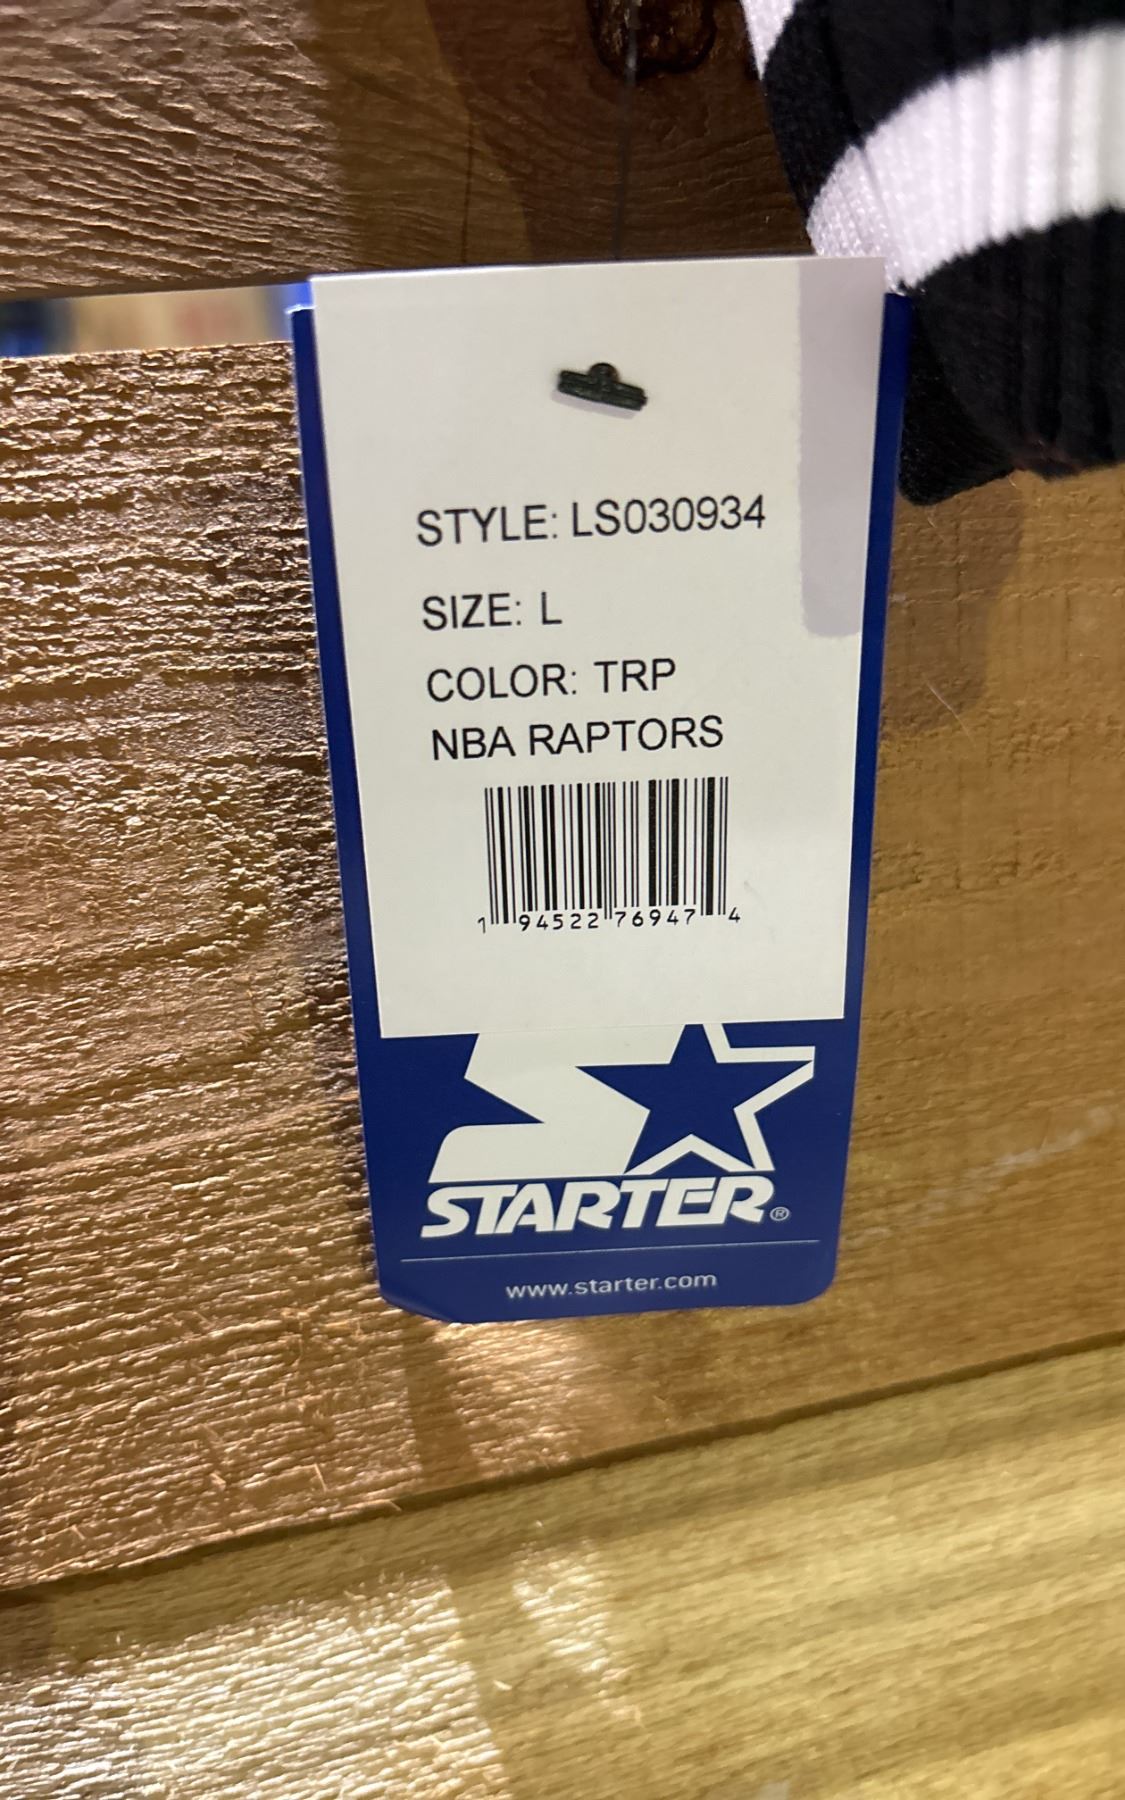 STYLE: LS030934
SIZE: L
COLOR: TRP
NBA RAPTORS
1 94522 76947 4
STARTER®
www.starter.com